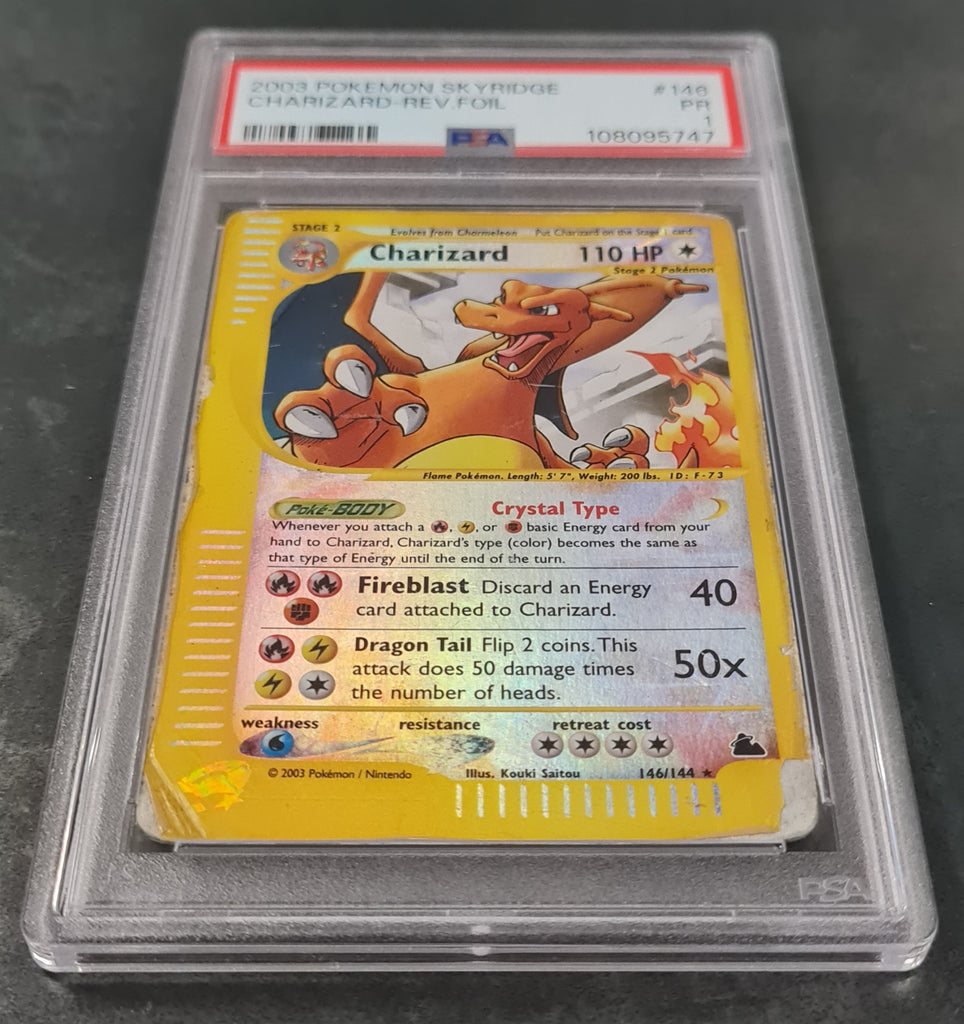 2003 POKEMON SKYRIDGE #146
CHARIZARD-REV.FOIL PR
1
PSA 108095747
STAGE 2 Evolves from Charmeleon Put Charizard on the Stage 1 card
Charizard 110 HP
Stage 2 Pokémon
Flame Pokémon. Length: 5' 7", Weight: 200 lbs. ID: F-73
Poké-BODY Crystal Type
Whenever you attach a , , or basic Energy card from your
hand to Charizard, Charizard's type (color) becomes the same as
that type of Energy until the end of the turn.
Fireblast Discard an Energy 40
card attached to Charizard.
Dragon Tail Flip 2 coins. This
attack does 50 damage times 50x
the number of heads.
weakness resistance retreat cost
© 2003 Pokémon / Nintendo Illus. Kouki Saitou 146/144 ★
PSA